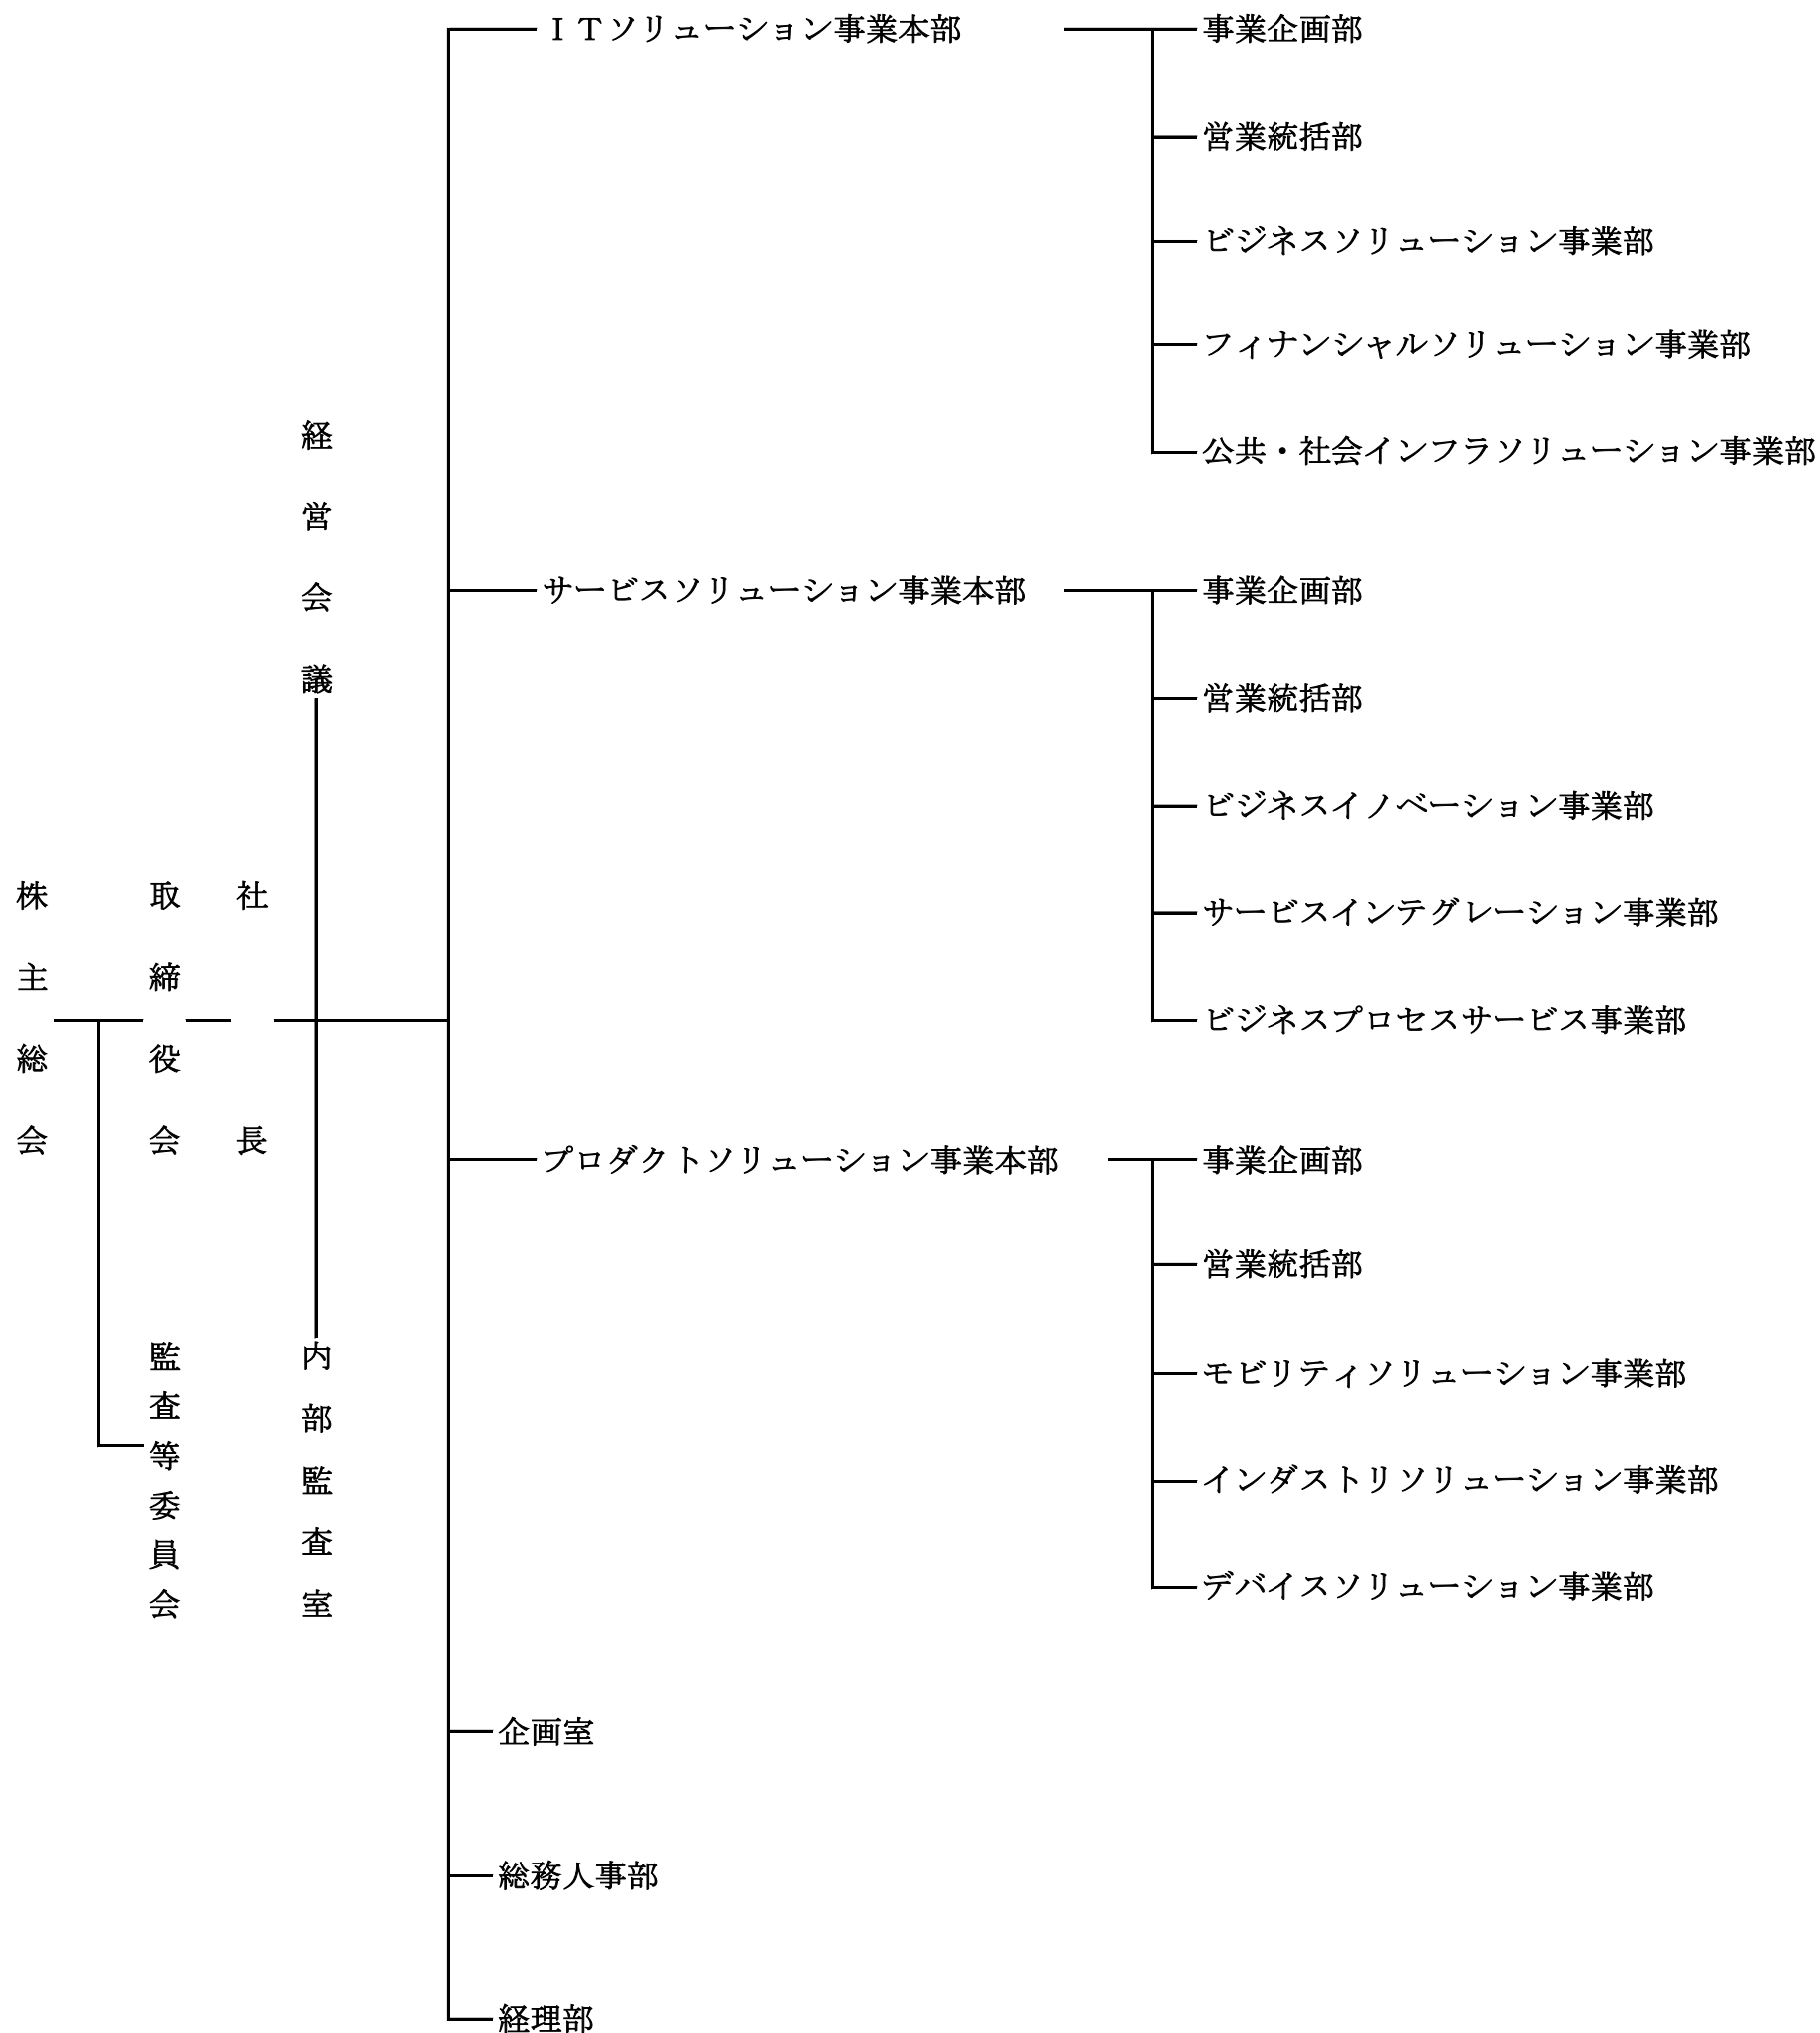 株主総会
取締役会
監査等委員会
社長
経営会議
内部監査室
ＩＴソリューション事業本部
事業企画部
営業統括部
ビジネスソリューション事業部
フィナンシャルソリューション事業部
公共・社会インフラソリューション事業部
サービスソリューション事業本部
事業企画部
営業統括部
ビジネスイノベーション事業部
サービスインテグレーション事業部
ビジネスプロセスサービス事業部
プロダクトソリューション事業本部
事業企画部
営業統括部
モビリティソリューション事業部
インダストリソリューション事業部
デバイスソリューション事業部
企画室
総務人事部
経理部